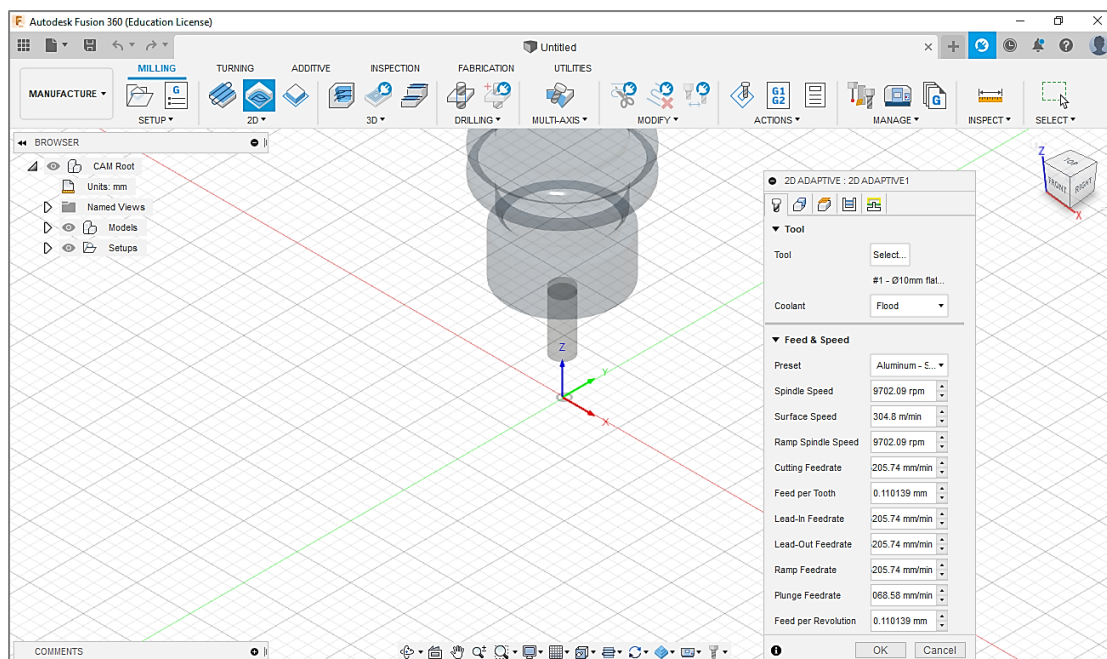 Autodesk Fusion 360 (Education License)
Untitled
MILLING TURNING ADDITIVE INSPECTION FABRICATION UTILITIES
MANUFACTURE
G
G1
G2
G
SETUP 2D 3D DRILLING MULTI-AXIS MODIFY ACTIONS MANAGE INSPECT SELECT
BROWSER
CAM Root
Units: mm
Named Views
Models
Setups
Z
Y
X
Z
TOP
FRONT
RIGHT
X
2D ADAPTIVE : 2D ADAPTIVE1
Tool
Tool Select...
#1 - Ø10mm flat...
Coolant Flood
Feed & Speed
Preset Aluminum - S...
Spindle Speed 9702.09 rpm
Surface Speed 304.8 m/min
Ramp Spindle Speed 9702.09 rpm
Cutting Feedrate 205.74 mm/min
Feed per Tooth 0.110139 mm
Lead-In Feedrate 205.74 mm/min
Lead-Out Feedrate 205.74 mm/min
Ramp Feedrate 205.74 mm/min
Plunge Feedrate 068.58 mm/min
Feed per Revolution 0.110139 mm
OK Cancel
COMMENTS